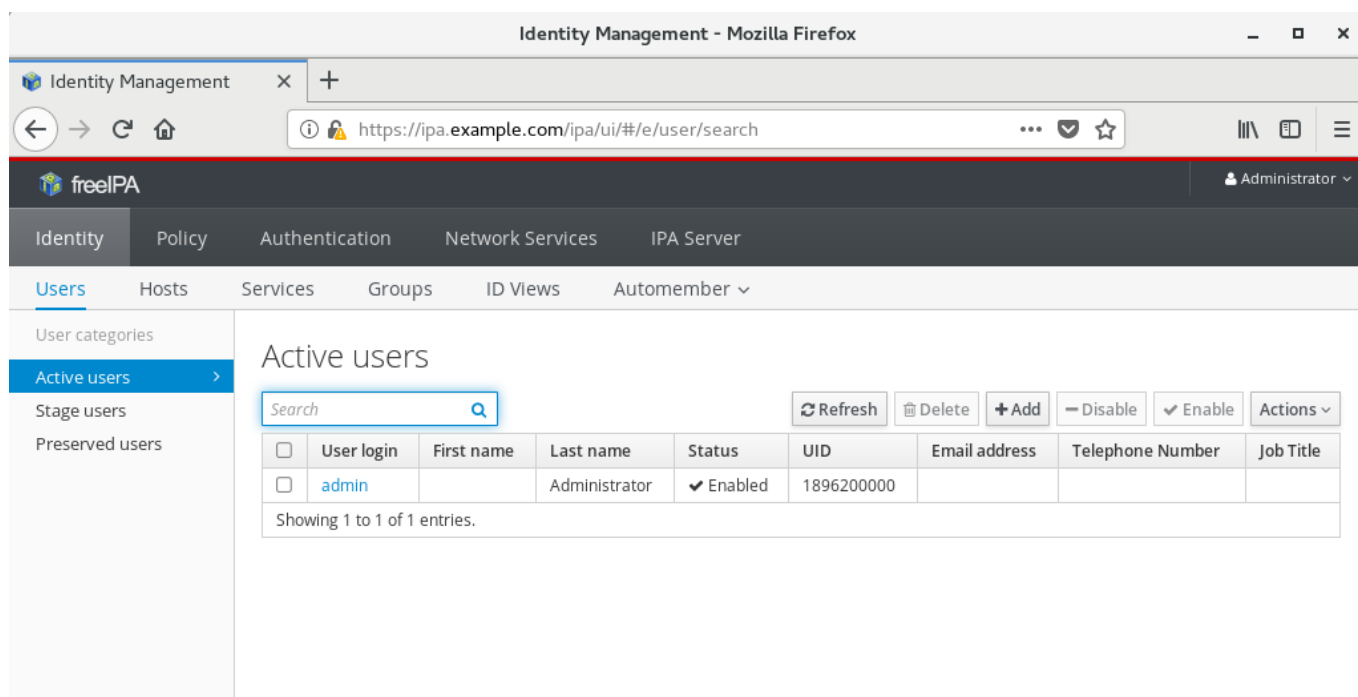 Identity Management - Mozilla Firefox
Identity Management
https://ipa.example.com/ipa/ui/#/e/user/search
freeIPA Administrator
Identity Policy Authentication Network Services IPA Server
Users Hosts Services Groups ID Views Automember
User categories
Active users
Stage users
Preserved users
Active users
Search Refresh Delete Add Disable Enable Actions
User login First name Last name Status UID Email address Telephone Number Job Title
admin Administrator Enabled 1896200000
Showing 1 to 1 of 1 entries.